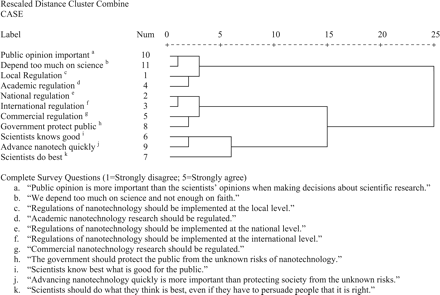 Rescaled Distance Cluster Combine
CASE
Label Num 0 5 10 15 20 25
Public opinion important a 10
Depend too much on science b 11
Local Regulation c 1
Academic regulation d 4
National regulation e 2
International regulation f 3
Commercial regulation g 5
Government protect public h 8
Scientists knows good i 6
Advance nanotech quickly j 9
Scientists do best k 7
Complete Survey Questions (1=Strongly disagree; 5=Strongly agree)
a. "Public opinion is more important than the scientists' opinions when making decisions about scientific research."
b. "We depend too much on science and not enough on faith."
c. "Regulations of nanotechnology should be implemented at the local level."
d. "Academic nanotechnology research should be regulated."
e. "Regulations of nanotechnology should be implemented at the national level."
f. "Regulations of nanotechnology should be implemented at the international level."
g. "Commercial nanotechnology research should be regulated."
h. "The government should protect the public from the unknown risks of nanotechnology."
i. "Scientists know best what is good for the public."
j. "Advancing nanotechnology quickly is more important than protecting society from the unknown risks."
k. "Scientists should do what they think is best, even if they have to persuade people that it is right."